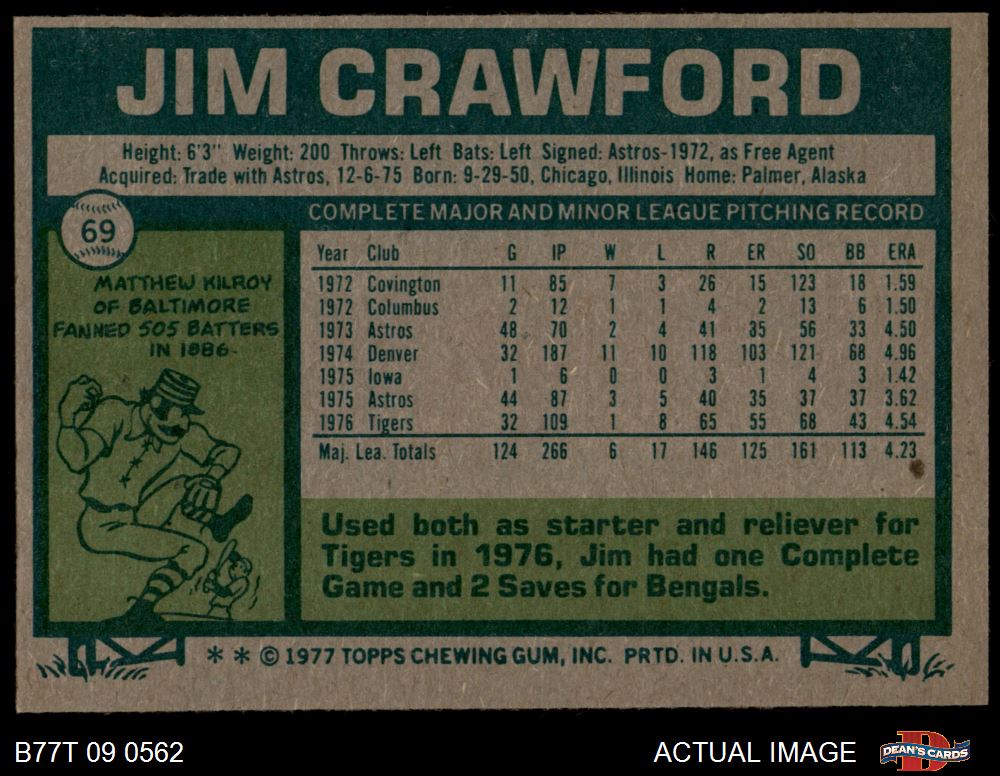 JIM CRAWFORD
Height: 6'3" Weight: 200 Throws: Left Bats: Left Signed: Astros-1972, as Free Agent
Acquired: Trade with Astros, 12-6-75 Born: 9-29-50, Chicago, Illinois Home: Palmer, Alaska
69
MATTHEW KILROY
OF BALTIMORE
FANNED 505 BATTERS
IN 1886.
COMPLETE MAJOR AND MINOR LEAGUE PITCHING RECORD
Year Club G IP W L R ER SO BB ERA
1972 Covington 11 85 7 3 26 15 123 18 1.59
1972 Columbus 2 12 1 1 4 2 13 6 1.50
1973 Astros 48 70 2 4 41 35 56 33 4.50
1974 Denver 32 187 11 10 118 103 121 68 4.96
1975 Iowa 1 6 0 0 3 1 4 3 1.42
1975 Astros 44 87 3 5 40 35 37 37 3.62
1976 Tigers 32 109 1 8 65 55 68 43 4.54
Maj. Lea. Totals 124 266 6 17 146 125 161 113 4.23
Used both as starter and reliever for
Tigers in 1976, Jim had one Complete
Game and 2 Saves for Bengals.
* * © 1977 TOPPS CHEWING GUM, INC. PRTD. IN U.S.A.
B77T 09 0562
ACTUAL IMAGE
D
DEAN'S CARDS